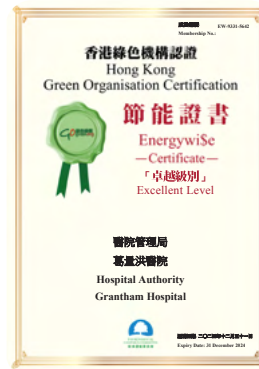 EW-9231-5642
Membership No.:
香港綠色機構認證
Hong Kong
Green Organisation Certification
節能證書
Energywi$e
—Certificate—
「卓越級別」
Excellent Level
醫院管理局
葛量洪醫院
Hospital Authority
Grantham Hospital
Expiry Date: 31 December 2024